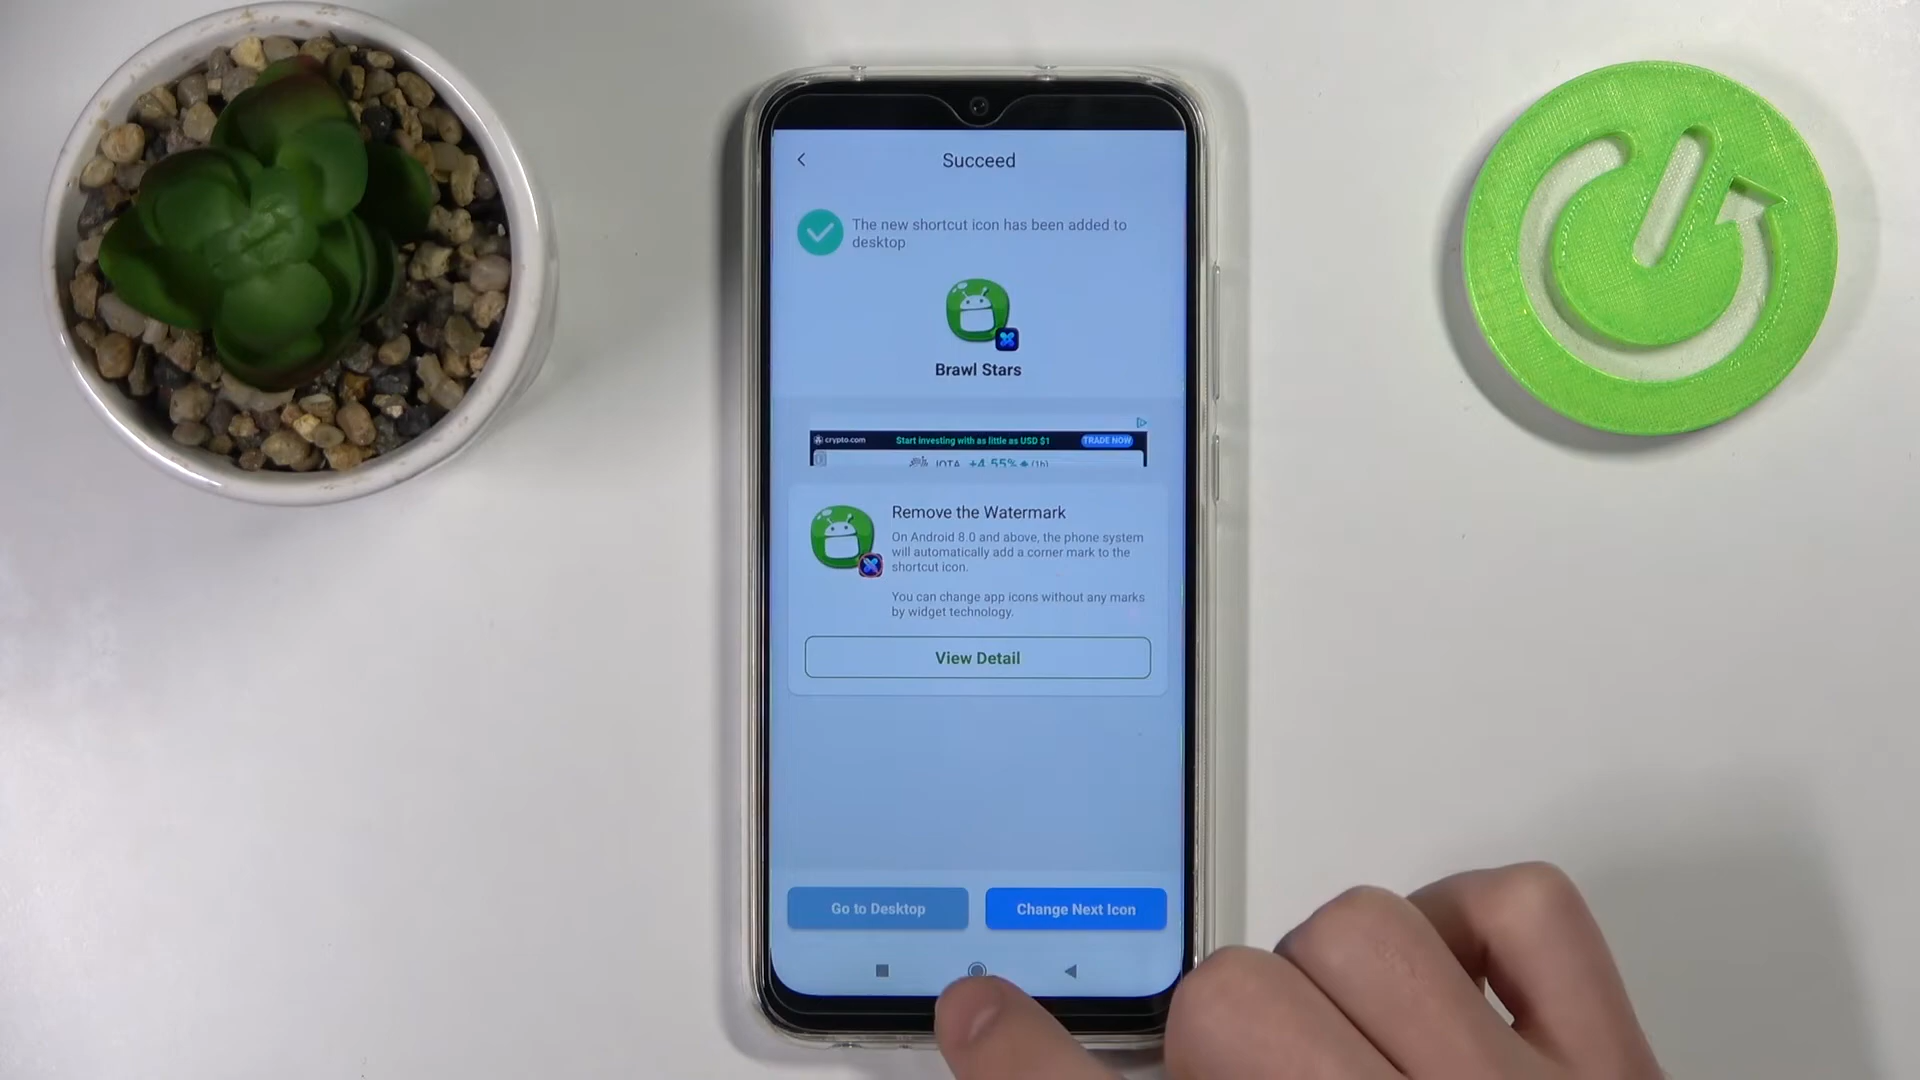 Succeed
The new shortcut icon has been added to
desktop
Brawl Stars
crypto.com Start investing with as little as USD $1 TRADE NOW
IOTA +4.55% (1h)
Remove the Watermark
On Android 8.0 and above, the phone system
will automatically add a corner mark to the
shortcut icon.
You can change app icons without any marks
by widget technology.
View Detail
Go to Desktop Change Next Icon